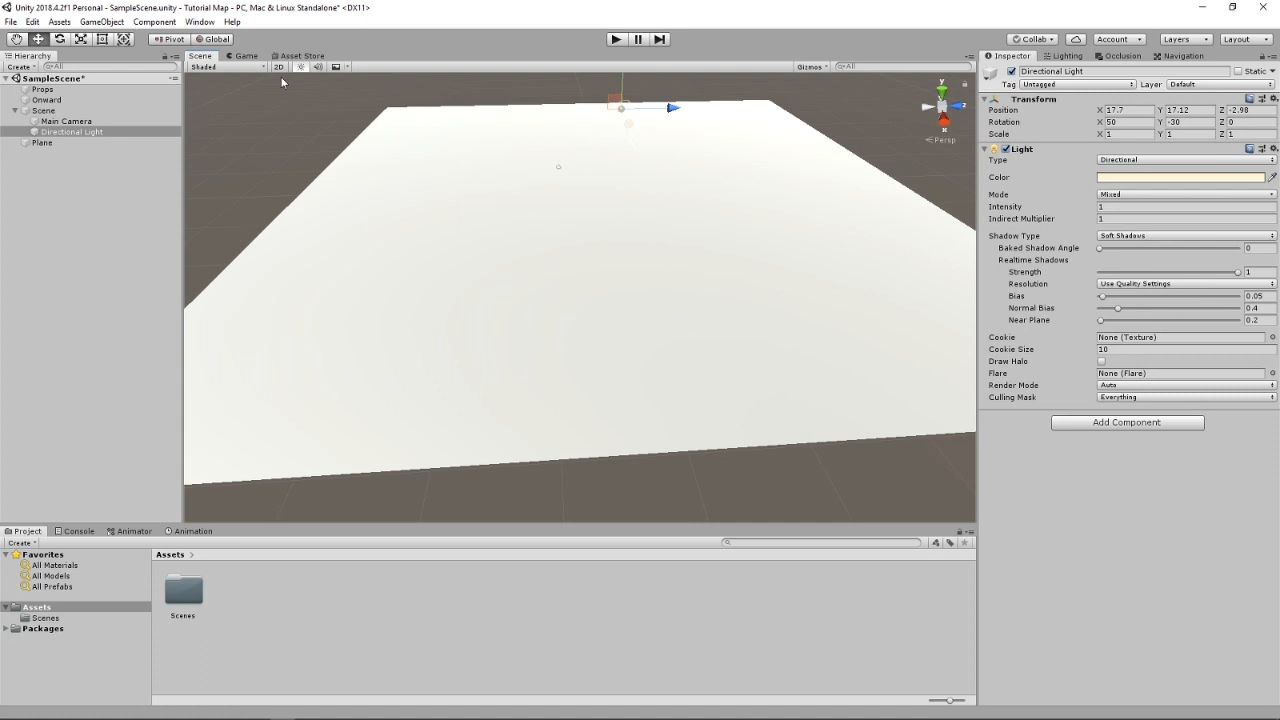 Unity 2018.4.2f1 Personal - SampleScene.unity - Tutorial Map - PC, Mac & Linux Standalone* <DX11>
File Edit Assets GameObject Component Window Help
Pivot Global Collab Account Layers Layout
Hierarchy Scene Game Asset Store Inspector Lighting Occlusion Navigation
Create All Shaded 2D Gizmos All Directional Light Static
SampleScene* Tag Untagged Layer Default
Props
Onward
Scene
Main Camera
Directional Light
Plane
y
z
x
Persp
Transform
Position X 17.7 Y 17.12 Z -2.98
Rotation X 50 Y -30 Z 0
Scale X 1 Y 1 Z 1
Light
Type Directional
Color
Mode Mixed
Intensity 1
Indirect Multiplier 1
Shadow Type Soft Shadows
Baked Shadow Angle 0
Realtime Shadows
Strength 1
Resolution Use Quality Settings
Bias 0.05
Normal Bias 0.4
Near Plane 0.2
Cookie None (Texture)
Cookie Size 10
Draw Halo
Flare None (Flare)
Render Mode Auto
Culling Mask Everything
Add Component
Project Console Animator Animation
Create
Favorites
All Materials
All Models
All Prefabs
Assets
Scenes
Packages
Assets
Scenes